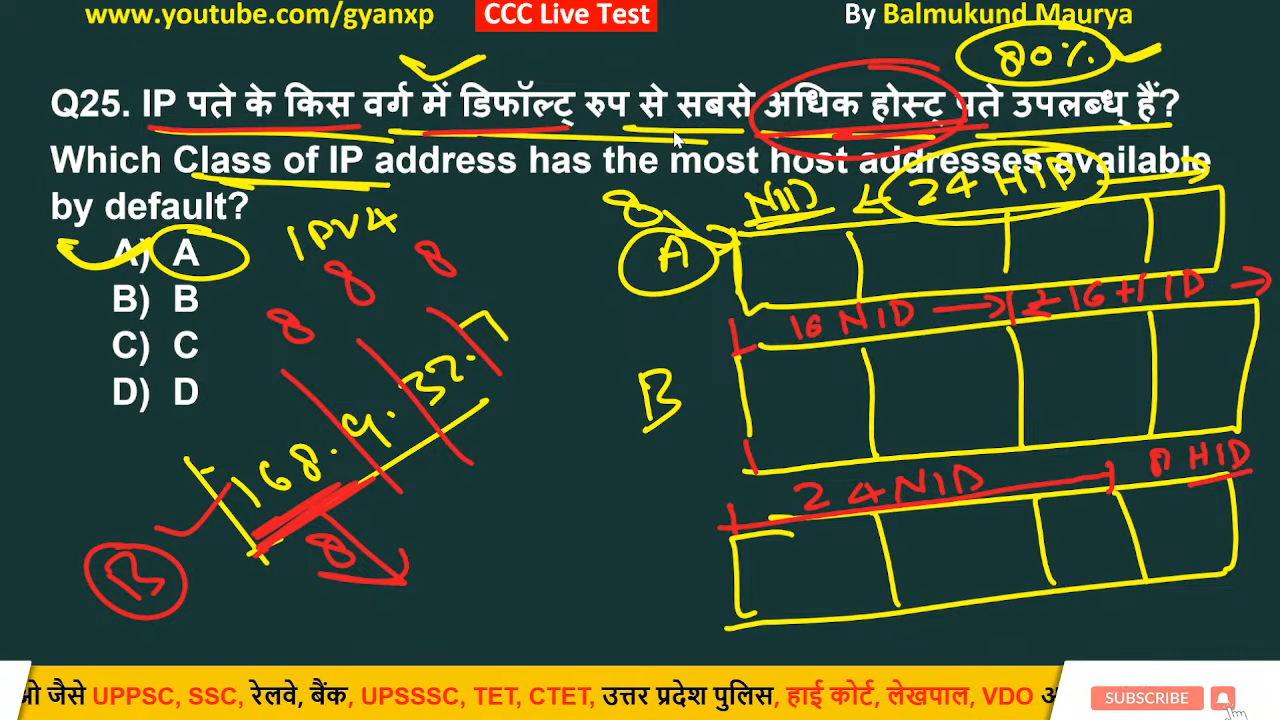 www.youtube.com/gyanxp CCC Live Test By Balmukund Maurya
80%
Q25. IP पते के किस वर्ग में डिफॉल्ट् रुप से सबसे अधिक होस्ट् पते उपलब्ध् हैं?
Which Class of IP address has the most host addresses available
by default?
A) A
B) B
C) C
D) D
IPV4
8 8 8
168.9.32.7
8
B
8 NID 24 HID
A
16 NID 16 HID
B
24 NID 8 HID
ओ जैसे UPPSC, SSC, रेलवे, बैंक, UPSSSC, TET, CTET, उत्तर प्रदेश पुलिस, हाई कोर्ट, लेखपाल, VDO
SUBSCRIBE